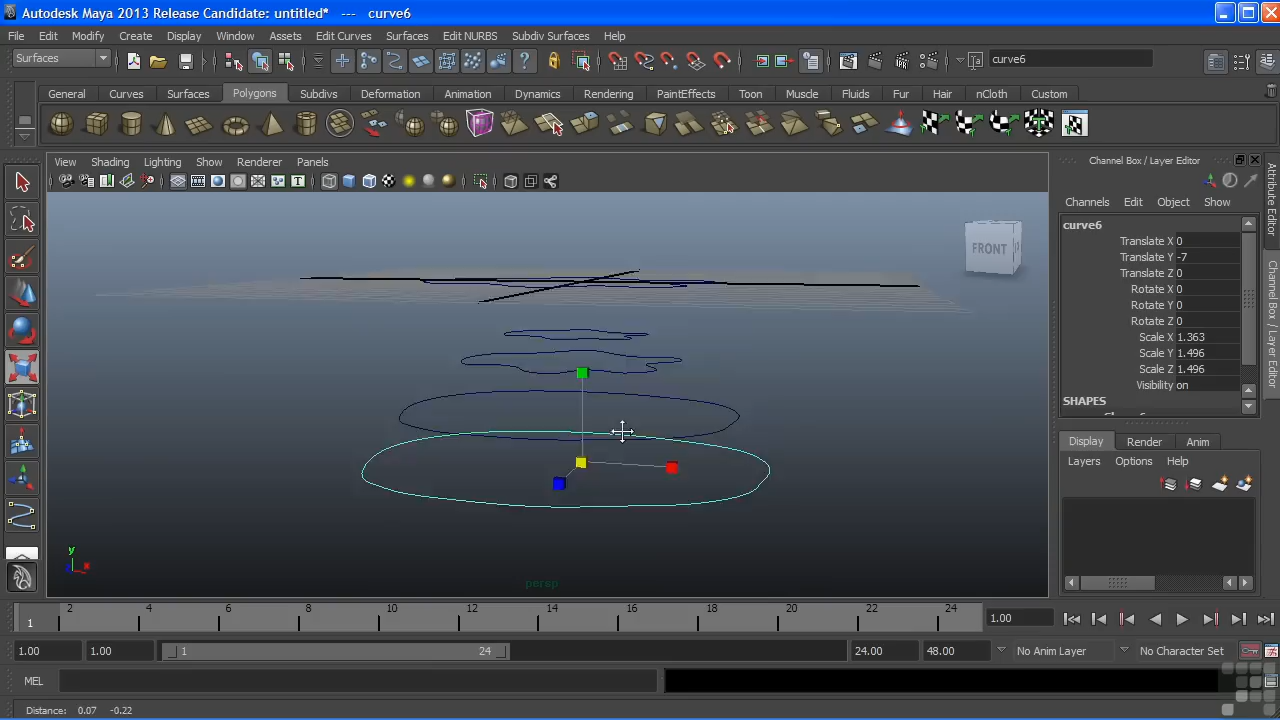 Autodesk Maya 2013 Release Candidate: untitled* --- curve6
File Edit Modify Create Display Window Assets Edit Curves Surfaces Edit NURBS Subdiv Surfaces Help
Surfaces
curve6
General Curves Surfaces Polygons Subdivs Deformation Animation Dynamics Rendering PaintEffects Toon Muscle Fluids Fur Hair nCloth Custom
View Shading Lighting Show Renderer Panels
Channel Box / Layer Editor
Channels Edit Object Show
curve6
Translate X 0
Translate Y -7
Translate Z 0
Rotate X 0
Rotate Y 0
Rotate Z 0
Scale X 1.363
Scale Y 1.496
Scale Z 1.496
Visibility on
SHAPES
Display Render Anim
Layers Options Help
Attribute Editor
Channel Box / Layer Editor
FRONT
y
x
persp
2 4 6 8 10 12 14 16 18 20 22 24
1
1.00
1.00 1.00 1 24 24.00 48.00 No Anim Layer No Character Set
MEL
Distance: 0.07 -0.22